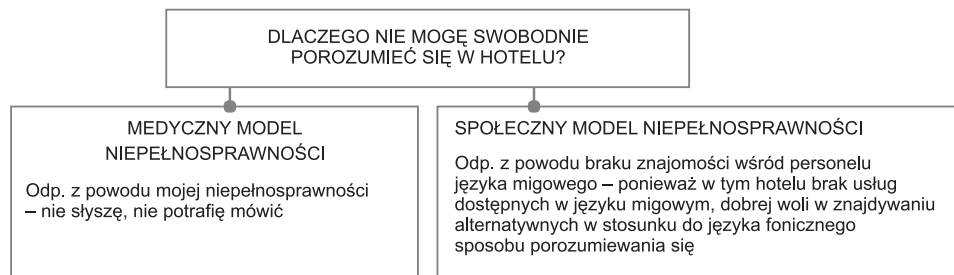 DLACZEGO NIE MOGĘ SWOBODNIE
POROZUMIEĆ SIĘ W HOTELU?
MEDYCZNY MODEL
NIEPEŁNOSPRAWNOŚCI
Odp. z powodu mojej niepełnosprawności
– nie słyszę, nie potrafię mówić
SPOŁECZNY MODEL NIEPEŁNOSPRAWNOŚCI
Odp. z powodu braku znajomości wśród personelu
języka migowego – ponieważ w tym hotelu brak usług
dostępnych w języku migowym, dobrej woli w znajdywaniu
alternatywnych w stosunku do języka fonicznego
sposobu porozumiewania się